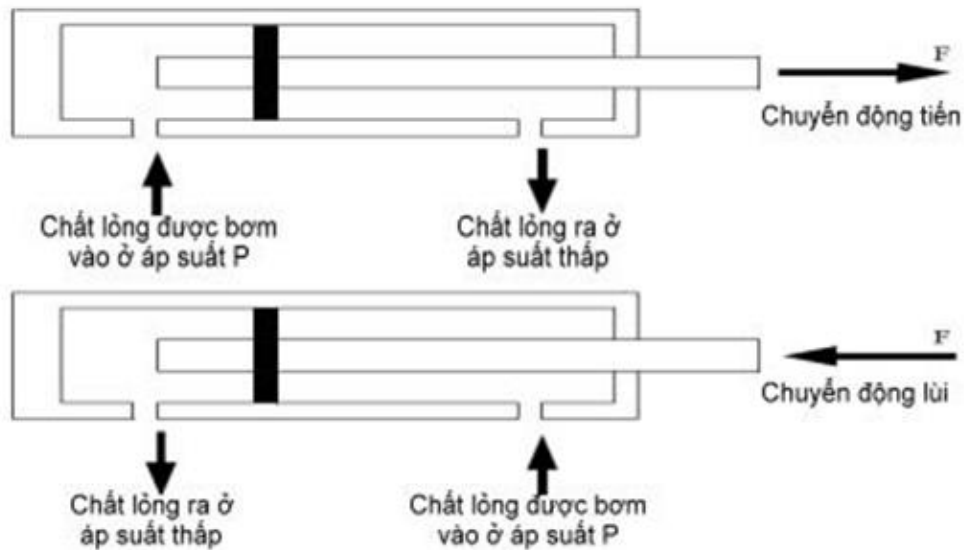 F
Chuyển động tiến
Chất lỏng được bơm
vào ở áp suất P
Chất lỏng ra ở
áp suất thấp
F
Chuyển động lùi
Chất lỏng ra ở
áp suất thấp
Chất lỏng được bơm
vào ở áp suất P